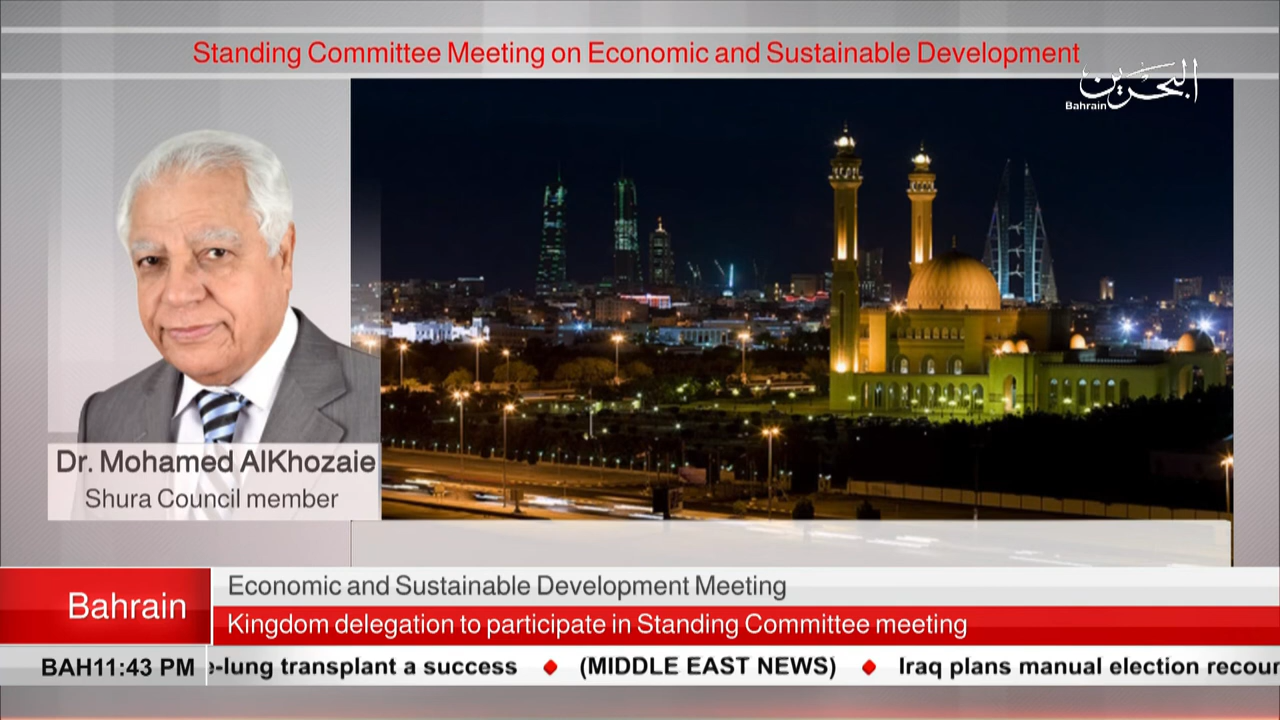 Standing Committee Meeting on Economic and Sustainable Development
البحرين
Bahrain
Dr. Mohamed AlKhozaie
Shura Council member
Bahrain
Economic and Sustainable Development Meeting
Kingdom delegation to participate in Standing Committee meeting
BAH11:43 PM
-lung transplant a success ◆ (MIDDLE EAST NEWS) ◆ Iraq plans manual election